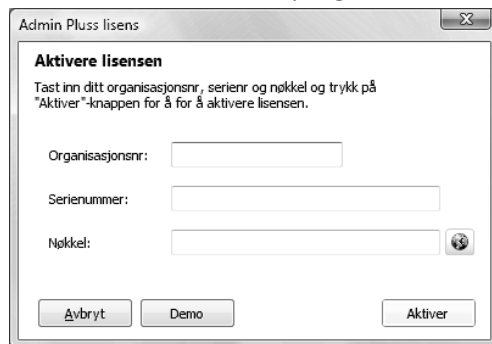 Admin Pluss lisens
Aktivere lisensen
Tast inn ditt organisasjonsnr, serienr og nøkkel og trykk på
"Aktiver"-knappen for å for å aktivere lisensen.
Organisasjonsnr:
Serienummer:
Nøkkel:
Avbryt
Demo
Aktiver